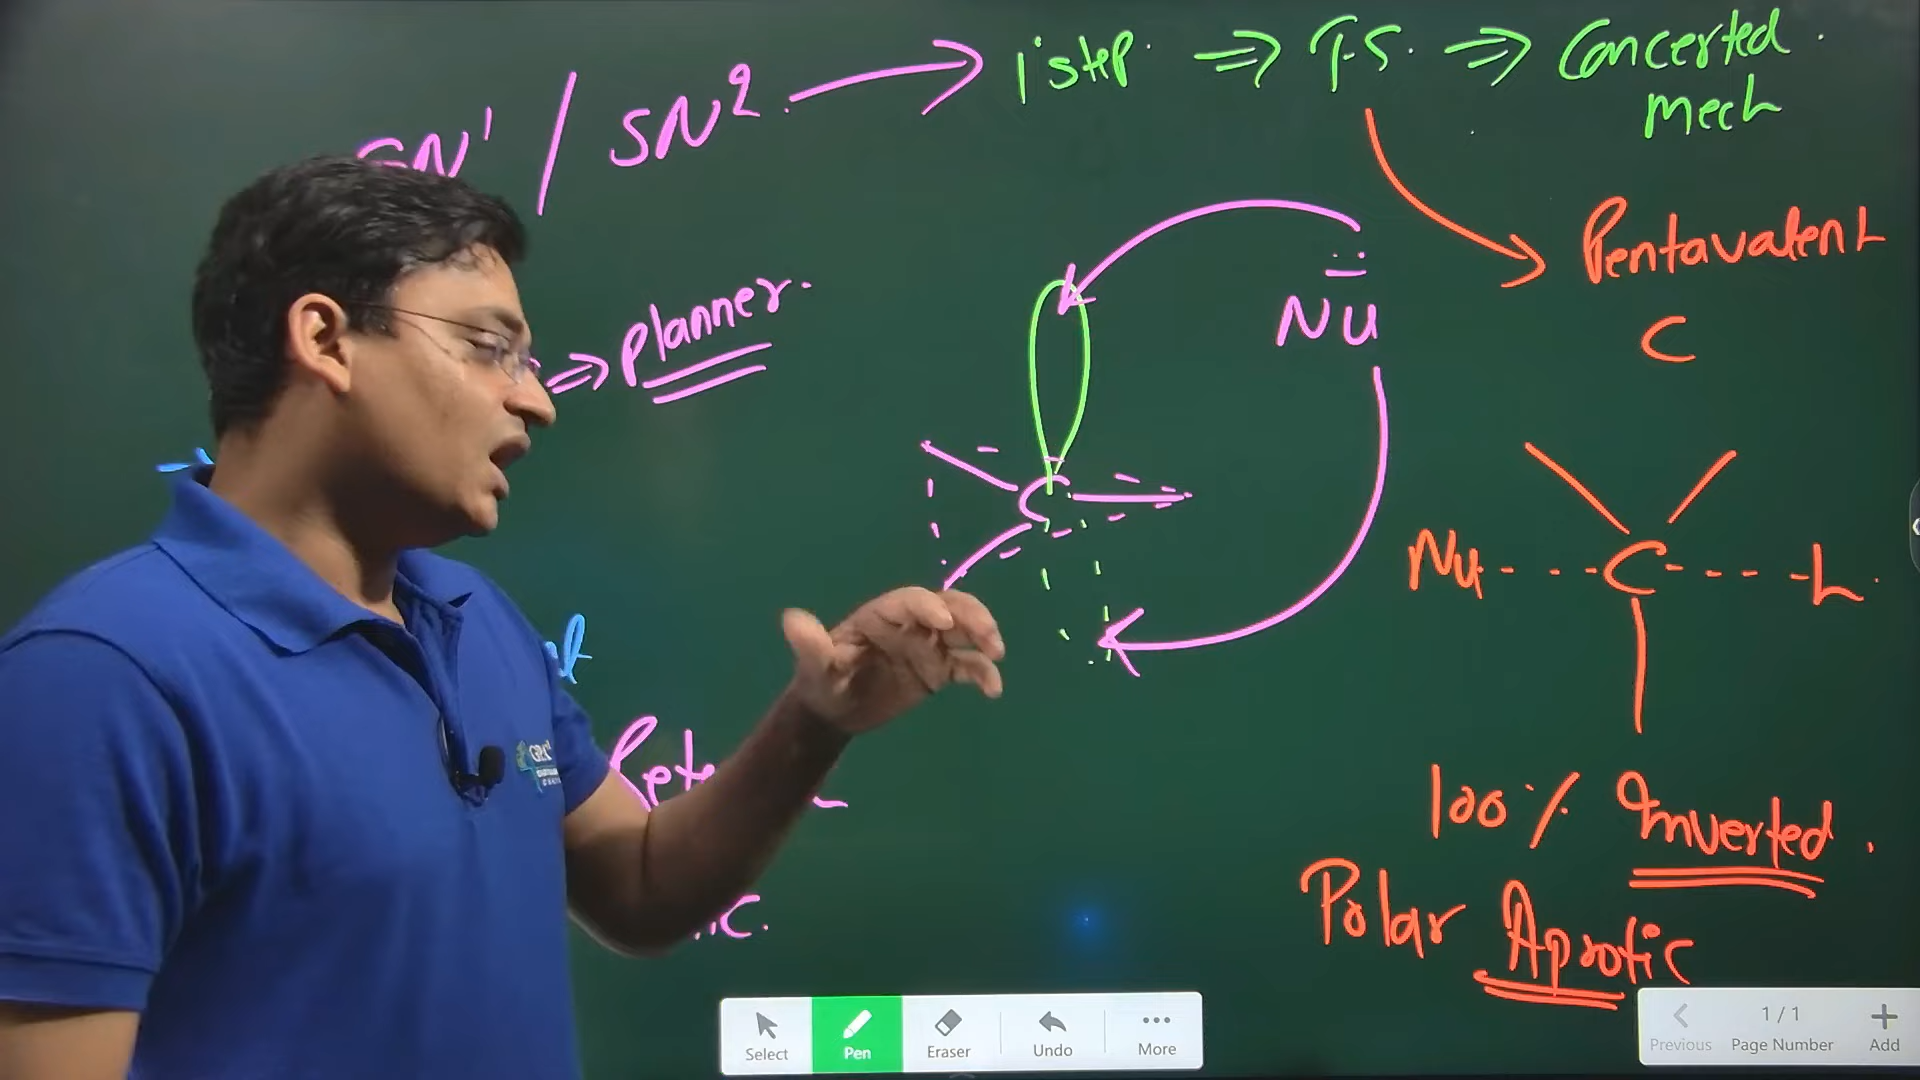 SN1 / SN2 → 1 step. ⇒ T.S. ⇒ Concerted
mech
Pentavalent
C
⇒ planner.
Nu
C
Nu ---- C ---- L.
100 % Inverted.
Polar Aprotic
Select
Pen
Eraser
Undo
More
Previous
1 / 1
Page Number
Add